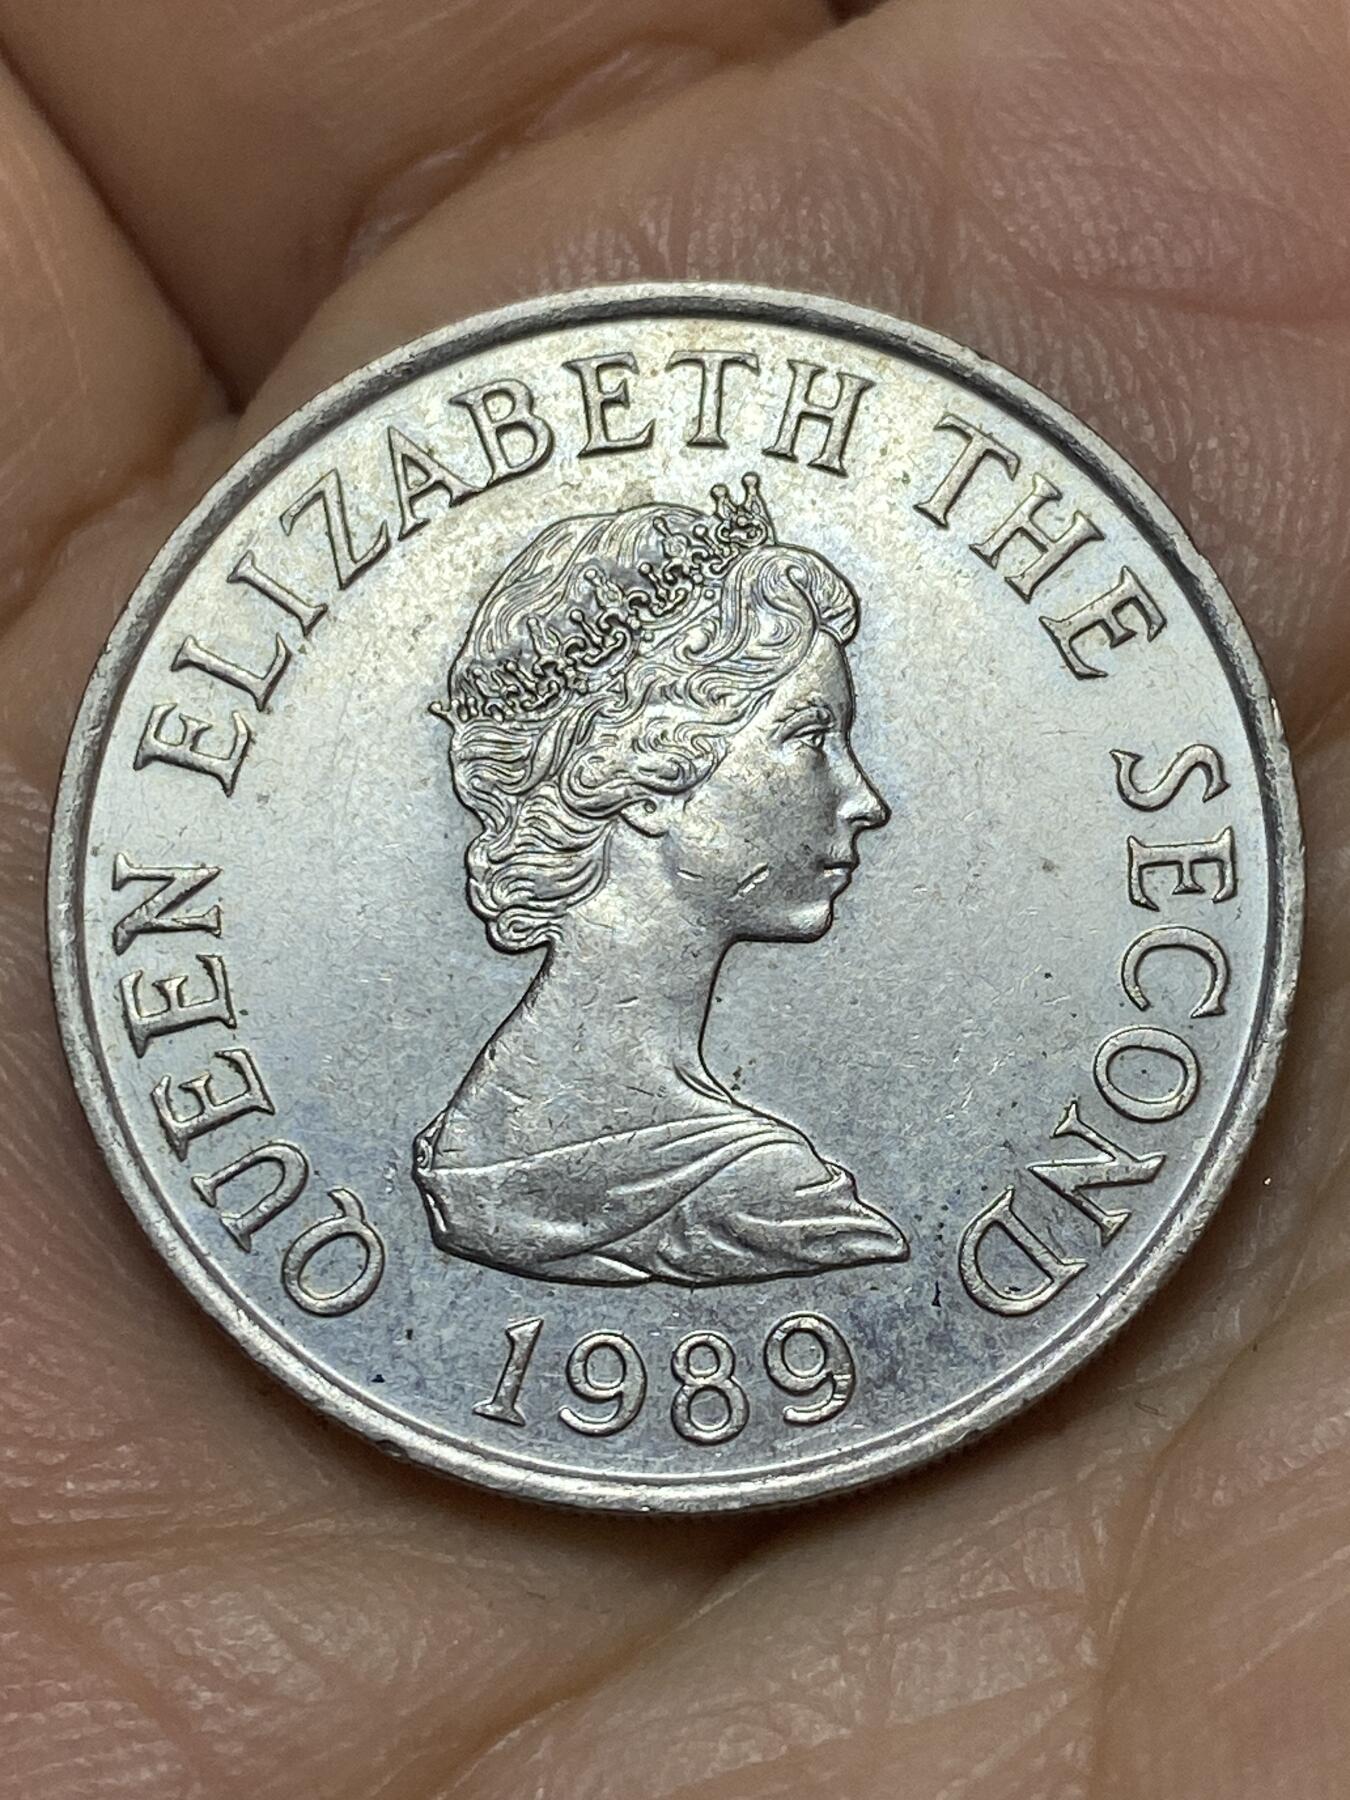 QUEEN ELIZABETH THE SECOND
1989